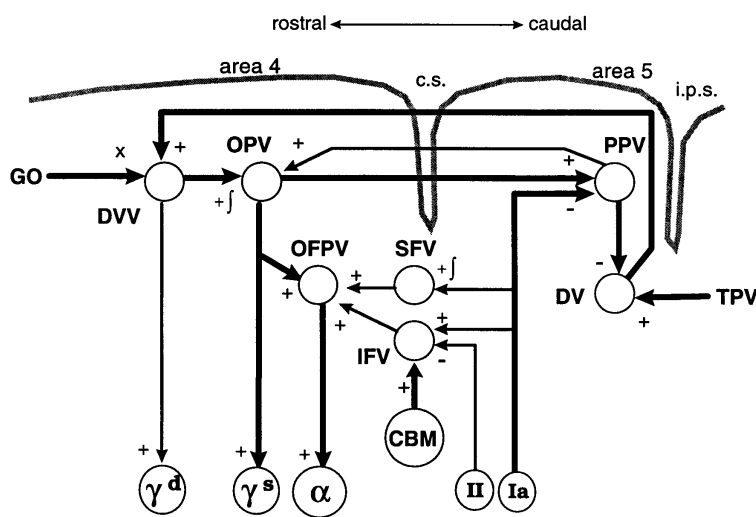 rostral caudal
area 4 c.s. area 5 i.p.s.
x + OPV + + PPV
GO
DVV +∫ -
OFPV SFV +∫
+ + - DV TPV
+ + +
IFV -
+
CBM
+ + +
γd γs α II Ia